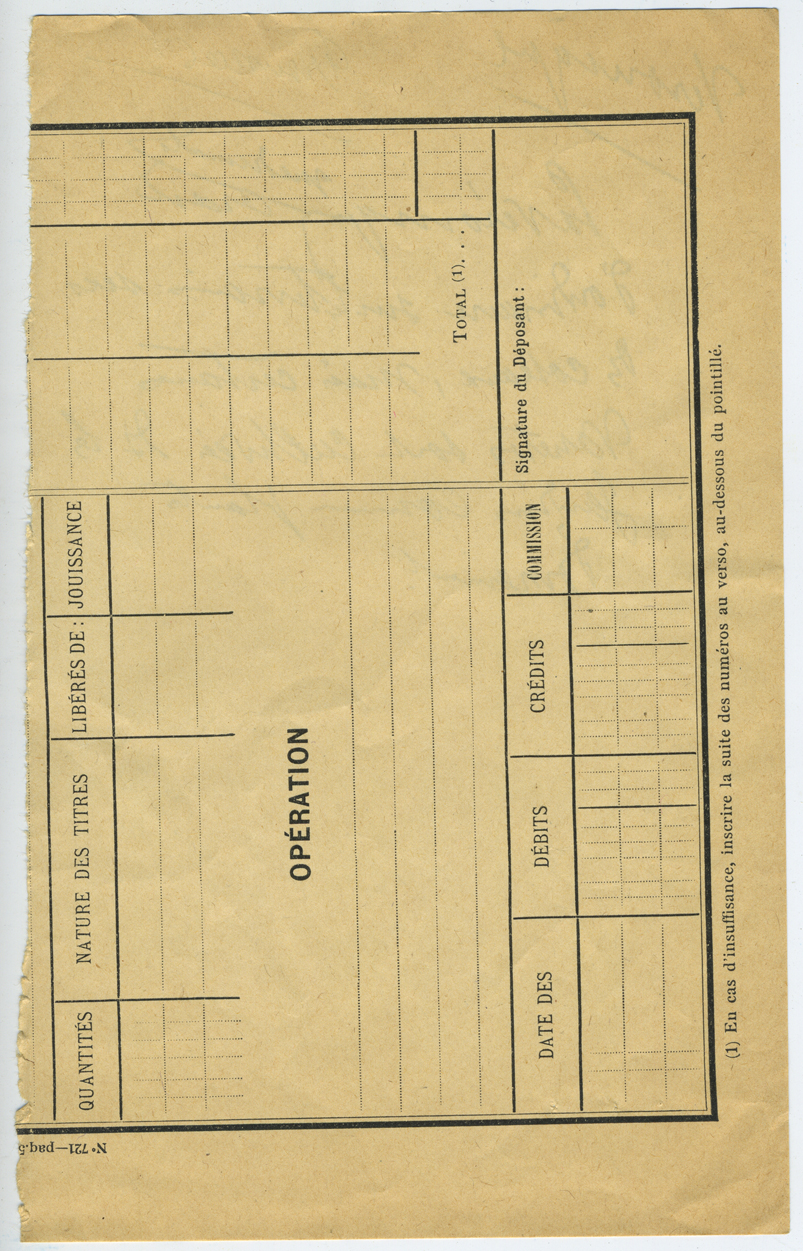 QUANTITÉS NATURE DES TITRES LIBÉRÉS DE: JOUISSANCE
OPÉRATION
DATE DES DÉBITS CRÉDITS COMMISSION
TOTAL (1). . . .
Signature du Déposant :
(1) En cas d'insuffisance, inscrire la suite des numéros au verso, au-dessous du pointillé.
N° 721—paq.5